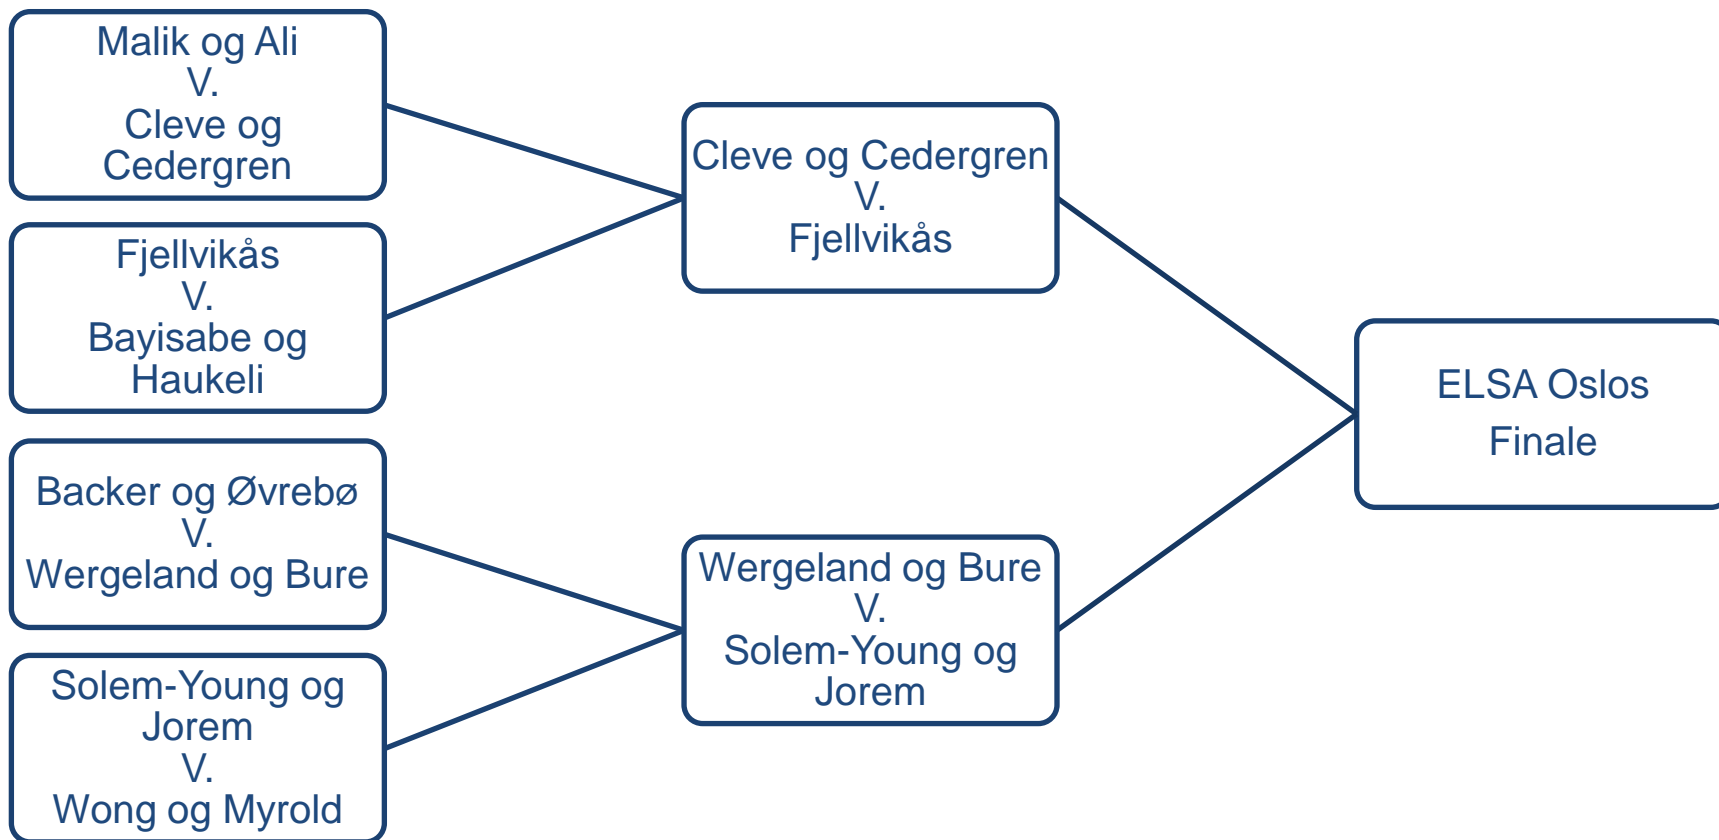 Malik og Ali
V.
Cleve og
Cedergren
Fjellvikås
V.
Bayisabe og
Haukeli
Backer og Øvrebø
V.
Wergeland og Bure
Solem-Young og
Jorem
V.
Wong og Myrold
Cleve og Cedergren
V.
Fjellvikås
Wergeland og Bure
V.
Solem-Young og
Jorem
ELSA Oslos
Finale